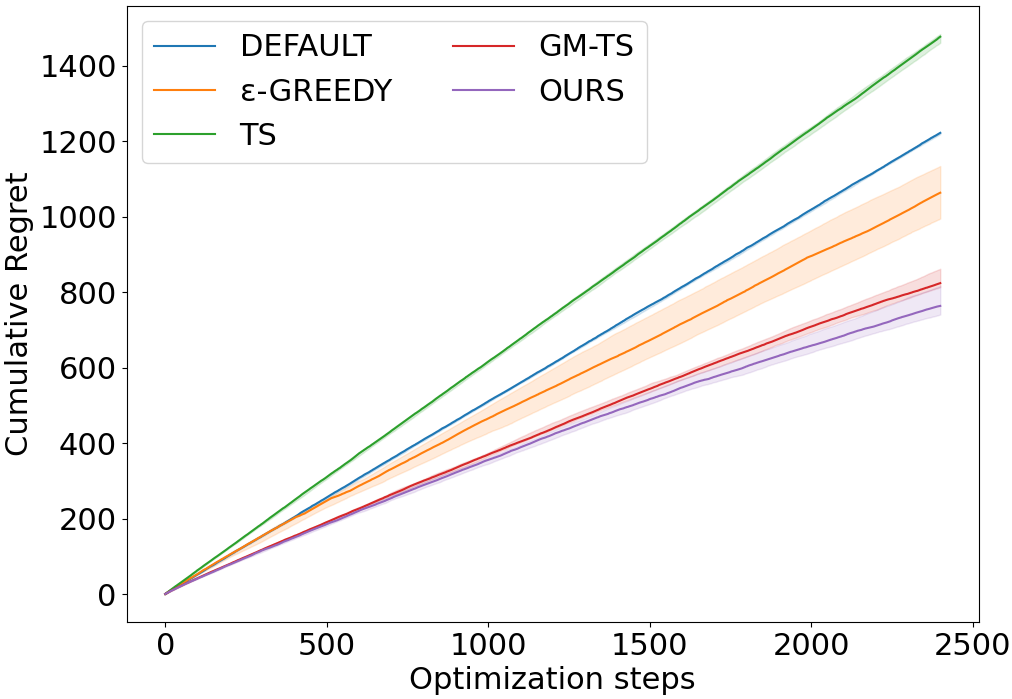 DEFAULT
ε-GREEDY
TS
GM-TS
OURS
Cumulative Regret
1400
1200
1000
800
600
400
200
0
0 500 1000 1500 2000 2500
Optimization steps